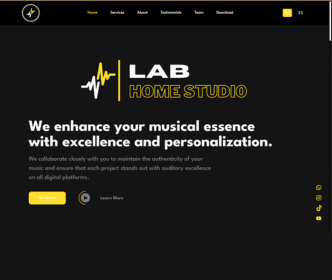 Home Services About Testimonials Team Download ES
LAB
HOME STUDIO
We enhance your musical essence
with excellence and personalization.
We collaborate closely with you to maintain the authenticity of your
music and ensure that each project stands out with auditory excellence
on all digital platforms.
Learn More